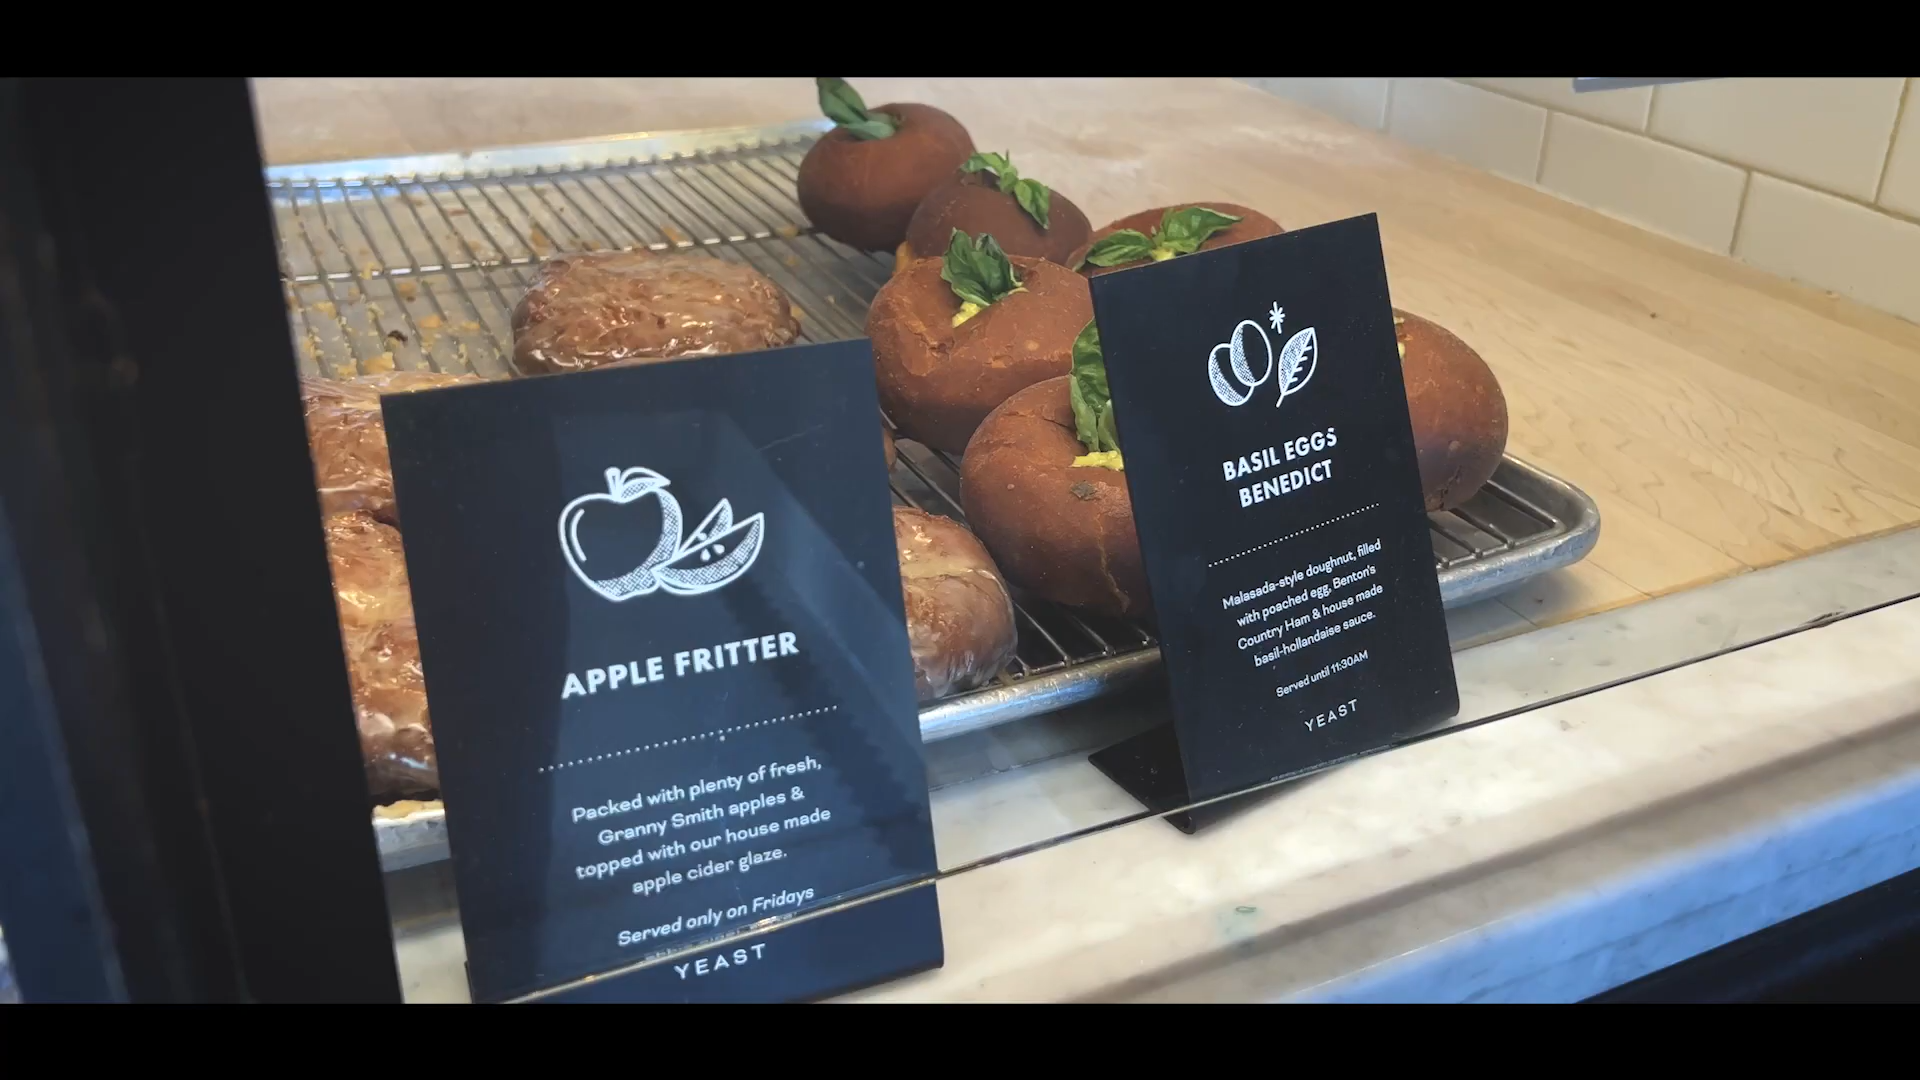 APPLE FRITTER
Packed with plenty of fresh,
Granny Smith apples &
topped with our house made
apple cider glaze.
Served only on Fridays
YEAST
BASIL EGGS
BENEDICT
Malasada-style doughnut, filled
with poached egg, Benton's
Country Ham & house made
basil-hollandaise sauce.
Served until 11:30AM
YEAST